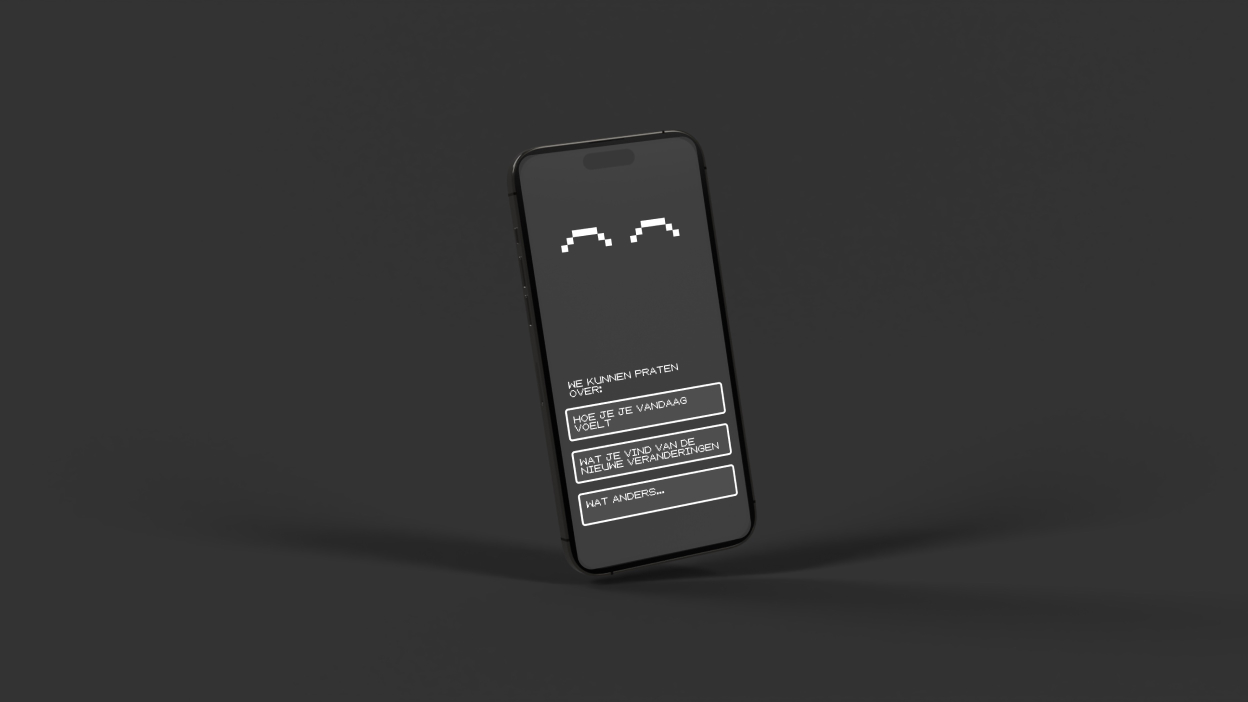 WE KUNNEN PRATEN
OVER:
HOE JE JE VANDAAG
VOELT
WAT JE VIND VAN DE
NIEUWE VERANDERINGEN
WAT ANDERS...